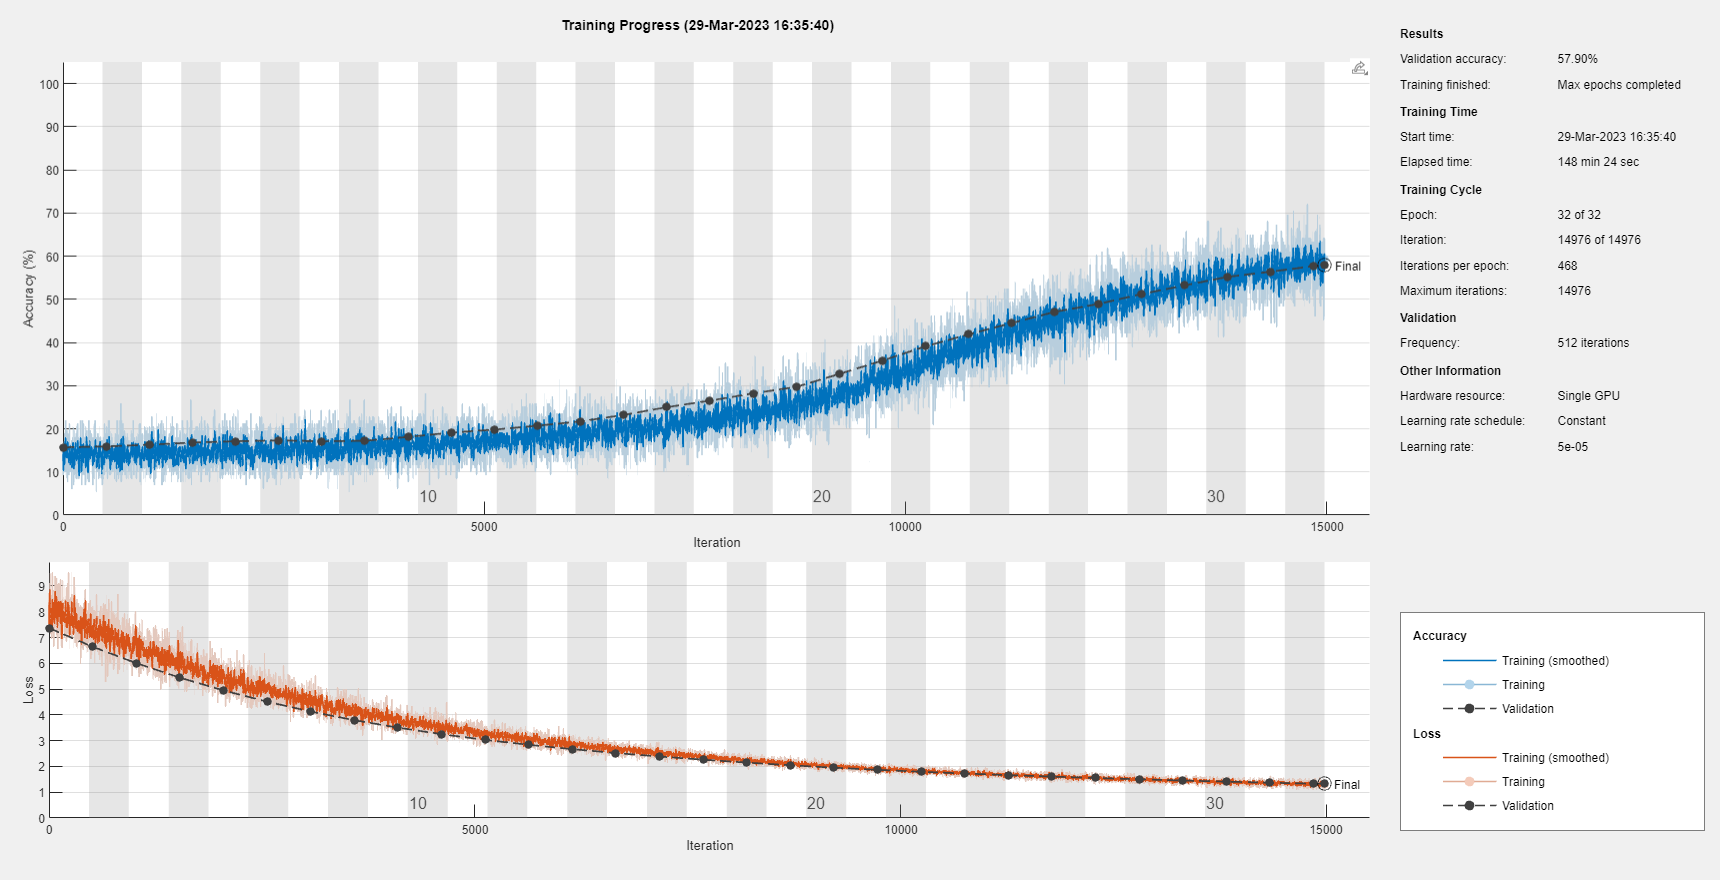 Training Progress (29-Mar-2023 16:35:40)
100
90
80
70
60
50
40
30
20
10
0
Accuracy (%)
10
20
30
Final
0
5000
10000
15000
Iteration
9
8
7
6
5
4
3
2
1
0
Loss
10
20
30
Final
0
5000
10000
15000
Iteration
Results
Validation accuracy: 57.90%
Training finished: Max epochs completed
Training Time
Start time: 29-Mar-2023 16:35:40
Elapsed time: 148 min 24 sec
Training Cycle
Epoch: 32 of 32
Iteration: 14976 of 14976
Iterations per epoch: 468
Maximum iterations: 14976
Validation
Frequency: 512 iterations
Other Information
Hardware resource: Single GPU
Learning rate schedule: Constant
Learning rate: 5e-05
Accuracy
Training (smoothed)
Training
Validation
Loss
Training (smoothed)
Training
Validation